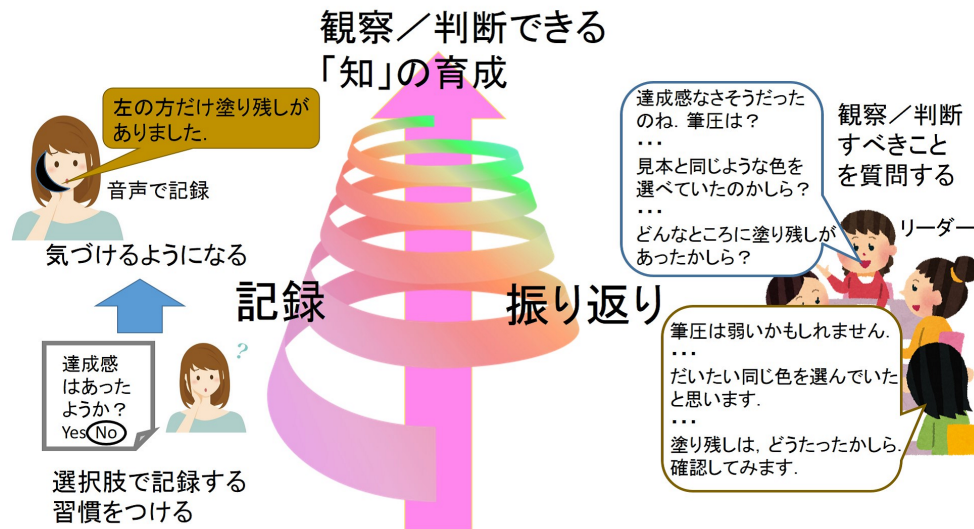 観察／判断できる
「知」の育成
左の方だけ塗り残しが
ありました．
音声で記録
気づけるようになる
達成感
はあった
ようか？
Yes No
?
選択肢で記録する
習慣をつける
記録
振り返り
達成感なさそうだった
のね．筆圧は？
…
見本と同じような色を
選べていたのかしら？
…
どんなところに塗り残しが
あったかしら？
観察／判断
すべきこと
を質問する
リーダー
筆圧は弱いかもしれません．
…
だいたい同じ色を選んでいた
と思います．
…
塗り残しは，どうたったかしら．
確認してみます．